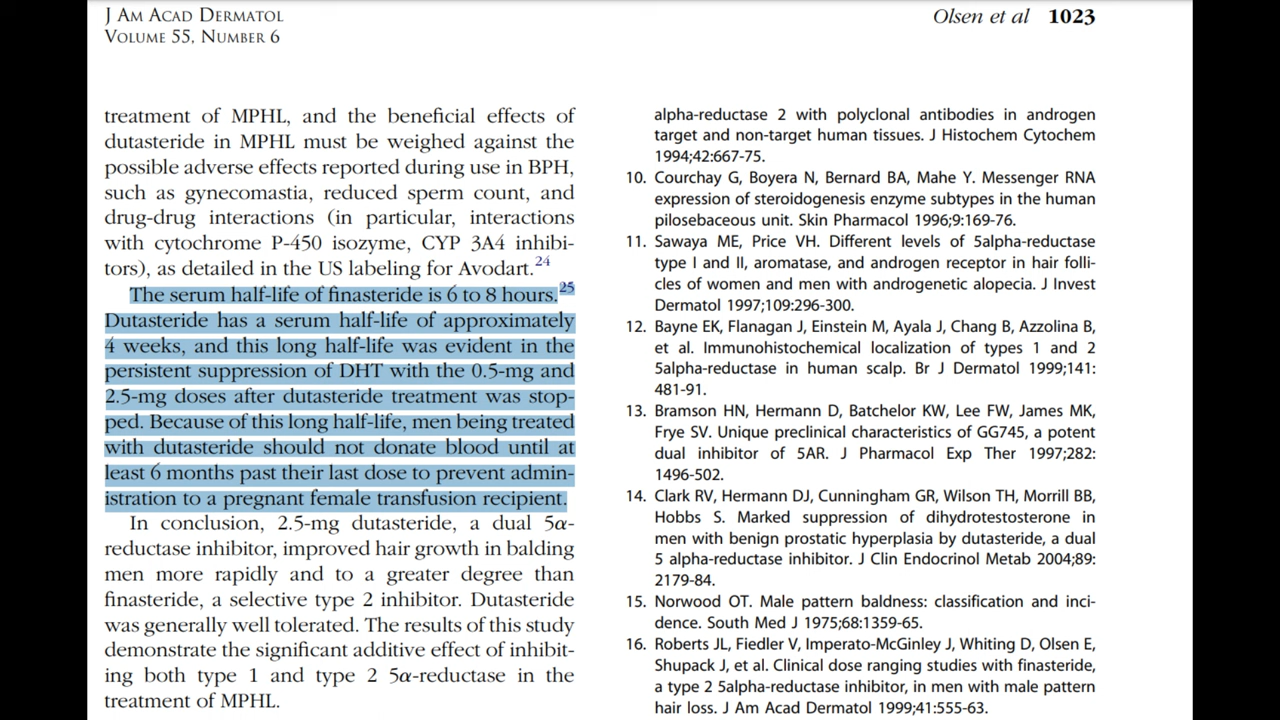 J Am Acad Dermatol
Volume 55, Number 6
Olsen et al 1023
treatment of MPHL, and the beneficial effects of
dutasteride in MPHL must be weighed against the
possible adverse effects reported during use in BPH,
such as gynecomastia, reduced sperm count, and
drug-drug interactions (in particular, interactions
with cytochrome P-450 isozyme, CYP 3A4 inhibi-
tors), as detailed in the US labeling for Avodart.24
The serum half-life of finasteride is 6 to 8 hours.25
Dutasteride has a serum half-life of approximately
4 weeks, and this long half-life was evident in the
persistent suppression of DHT with the 0.5-mg and
2.5-mg doses after dutasteride treatment was stop-
ped. Because of this long half-life, men being treated
with dutasteride should not donate blood until at
least 6 months past their last dose to prevent admin-
istration to a pregnant female transfusion recipient.
In conclusion, 2.5-mg dutasteride, a dual 5α-
reductase inhibitor, improved hair growth in balding
men more rapidly and to a greater degree than
finasteride, a selective type 2 inhibitor. Dutasteride
was generally well tolerated. The results of this study
demonstrate the significant additive effect of inhibit-
ing both type 1 and type 2 5α-reductase in the
treatment of MPHL.
alpha-reductase 2 with polyclonal antibodies in androgen
target and non-target human tissues. J Histochem Cytochem
1994;42:667-75.
10. Courchay G, Boyera N, Bernard BA, Mahe Y. Messenger RNA
expression of steroidogenesis enzyme subtypes in the human
pilosebaceous unit. Skin Pharmacol 1996;9:169-76.
11. Sawaya ME, Price VH. Different levels of 5alpha-reductase
type I and II, aromatase, and androgen receptor in hair folli-
cles of women and men with androgenetic alopecia. J Invest
Dermatol 1997;109:296-300.
12. Bayne EK, Flanagan J, Einstein M, Ayala J, Chang B, Azzolina B,
et al. Immunohistochemical localization of types 1 and 2
5alpha-reductase in human scalp. Br J Dermatol 1999;141:
481-91.
13. Bramson HN, Hermann D, Batchelor KW, Lee FW, James MK,
Frye SV. Unique preclinical characteristics of GG745, a potent
dual inhibitor of 5AR. J Pharmacol Exp Ther 1997;282:
1496-502.
14. Clark RV, Hermann DJ, Cunningham GR, Wilson TH, Morrill BB,
Hobbs S. Marked suppression of dihydrotestosterone in
men with benign prostatic hyperplasia by dutasteride, a dual
5 alpha-reductase inhibitor. J Clin Endocrinol Metab 2004;89:
2179-84.
15. Norwood OT. Male pattern baldness: classification and inci-
dence. South Med J 1975;68:1359-65.
16. Roberts JL, Fiedler V, Imperato-McGinley J, Whiting D, Olsen E,
Shupack J, et al. Clinical dose ranging studies with finasteride,
a type 2 5alpha-reductase inhibitor, in men with male pattern
hair loss. J Am Acad Dermatol 1999;41:555-63.